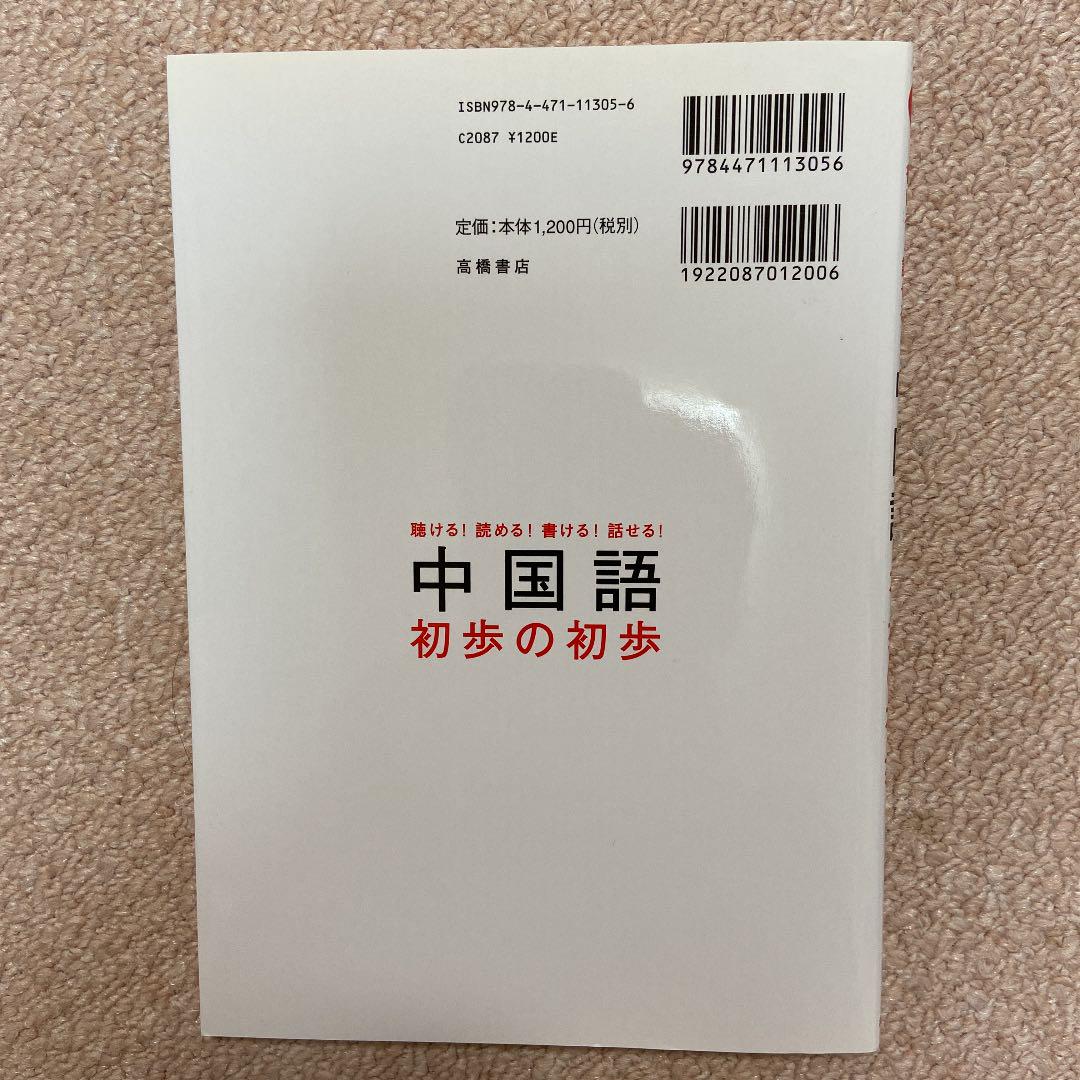 ISBN978-4-471-11305-6
C2087 ¥1200E
9784471113056
定価:本体1,200円(税別)
高橋書店
1922087012006
聴ける!読める!書ける!話せる!
中国語
初歩の初歩